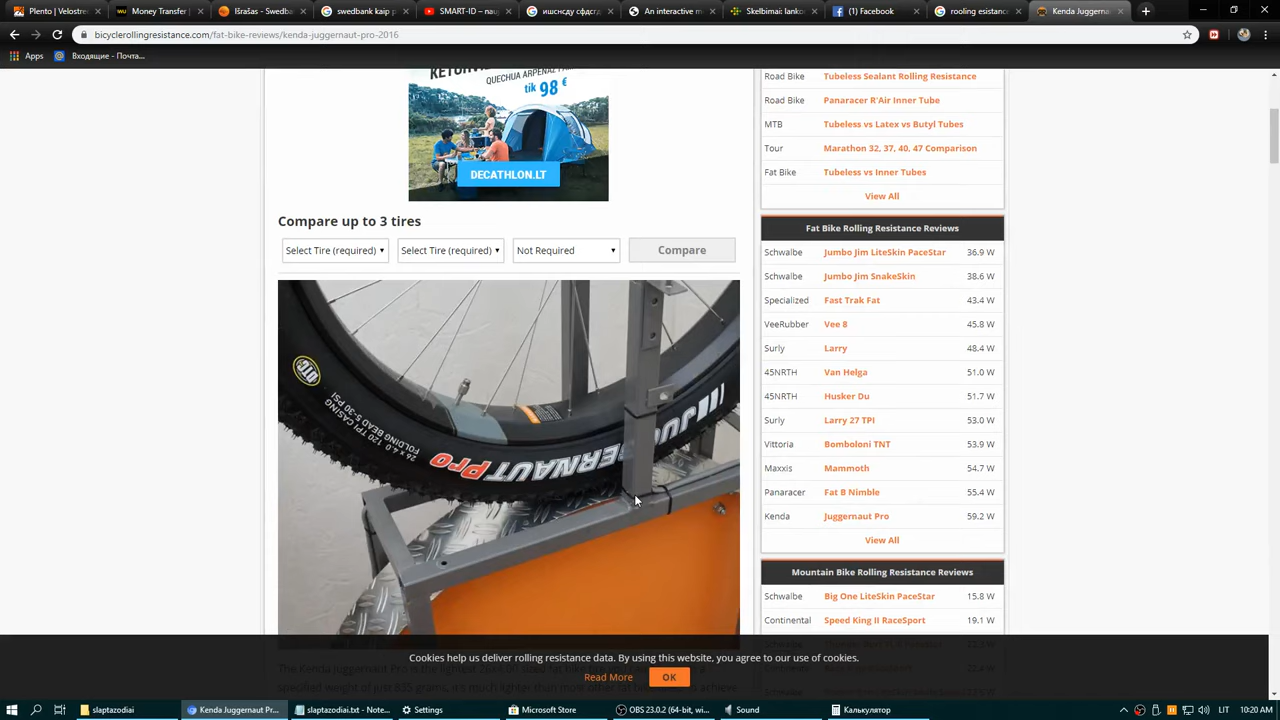 Plento | Vilniau
Money Transfer |
Išrašas - Swedba
swedbank kaip p
SMART-ID – nauj
ишснсду сфдсгд
An interactive m
Skelbimai: lanko
(1) Facebook
rooling esistance
Kenda Juggernau
bicyclerollingresistance.com/fat-bike-reviews/kenda-juggernaut-pro-2016
Apps
Входящие - Почта...
QUECHUA ARPENAZ
tik 98 €
DECATHLON.LT
Compare up to 3 tires
Select Tire (required)
Select Tire (required)
Not Required
Compare
JUGGERNAUT PRO
DTC
FOLDING BEAD 5-30 PSI
26 x 4.0 120 TPI CASING
Road Bike Tubeless Sealant Rolling Resistance
Road Bike Panaracer R'Air Inner Tube
MTB Tubeless vs Latex vs Butyl Tubes
Tour Marathon 32, 37, 40, 47 Comparison
Fat Bike Tubeless vs Inner Tubes
View All
Fat Bike Rolling Resistance Reviews
Schwalbe Jumbo Jim LiteSkin PaceStar 36.9 W
Schwalbe Jumbo Jim SnakeSkin 38.6 W
Specialized Fast Trak Fat 43.4 W
VeeRubber Vee 8 45.8 W
Surly Larry 48.4 W
45NRTH Van Helga 51.0 W
45NRTH Husker Du 51.7 W
Surly Larry 27 TPI 53.0 W
Vittoria Bomboloni TNT 53.9 W
Maxxis Mammoth 54.7 W
Panaracer Fat B Nimble 55.4 W
Kenda Juggernaut Pro 59.2 W
View All
Mountain Bike Rolling Resistance Reviews
Schwalbe Big One LiteSkin PaceStar 15.8 W
Continental Speed King II RaceSport 19.1 W
Cookies help us deliver rolling resistance data. By using this website, you agree to our use of cookies.
Read More
OK
slaptazodiai
Kenda Juggernaut Pr...
slaptazodiai.txt - Note...
Settings
Microsoft Store
OBS 23.0.2 (64-bit, wi...
Sound
Калькулятор
LIT
10:20 AM